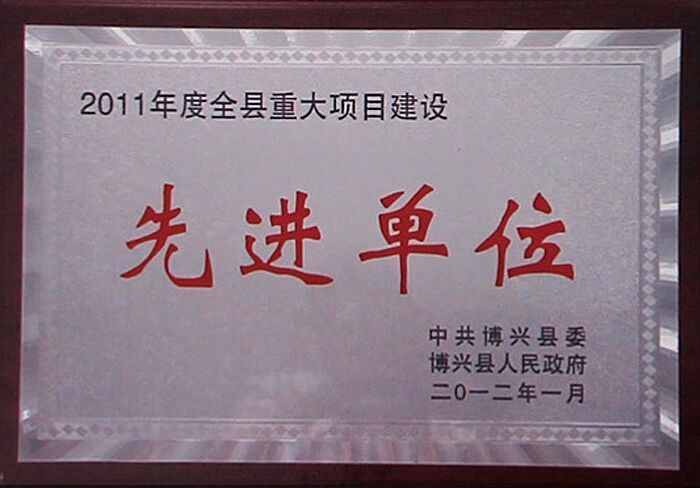 2011年度全县重大项目建设
先进单位
中共博兴县委
博兴县人民政府
二〇一二年一月